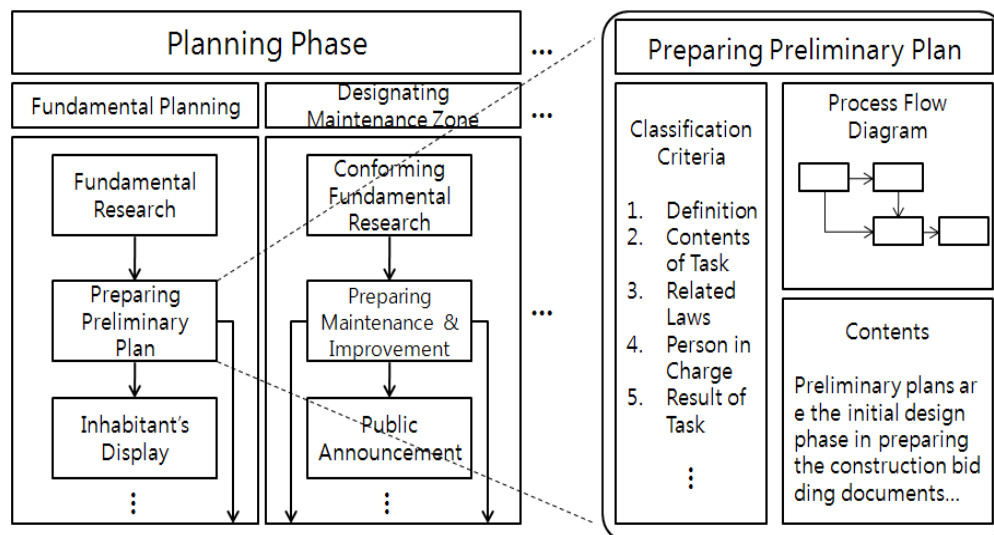 Planning Phase
...
Preparing Preliminary Plan
Fundamental Planning
Designating
Maintenance Zone
...
Fundamental
Research
Conforming
Fundamental
Research
Preparing
Preliminary
Plan
Preparing
Maintenance &
Improvement
...
Inhabitant's
Display
Public
Announcement
⋮
⋮
Classification
Criteria
1. Definition
2. Contents
of Task
3. Related
Laws
4. Person in
Charge
5. Result of
Task
⋮
Process Flow
Diagram
Contents
Preliminary plans ar
e the initial design
phase in preparing
the construction bid
ding documents...